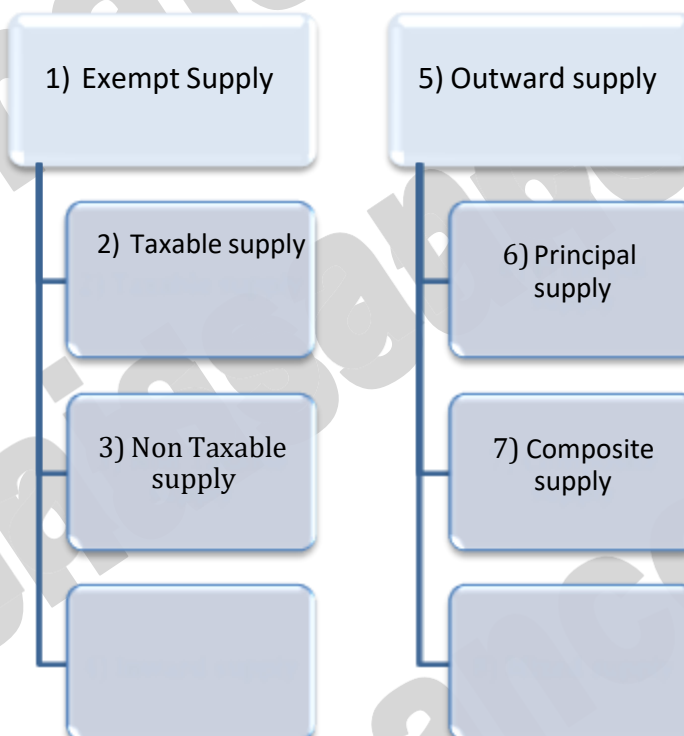 1) Exempt Supply
2) Taxable supply
3) Non Taxable
supply
5) Outward supply
6) Principal
supply
7) Composite
supply